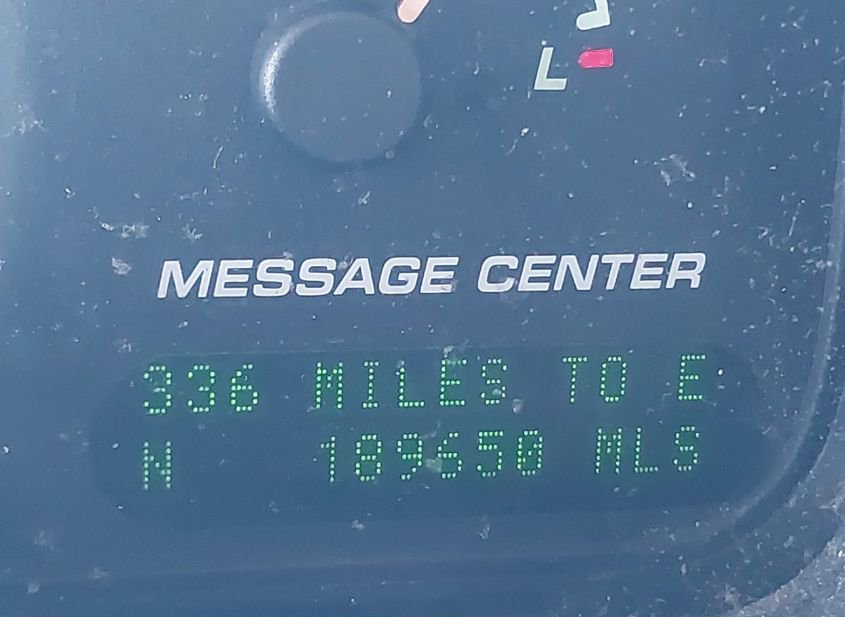 L
MESSAGE CENTER
336 MILES TO E
N 189650 MLS